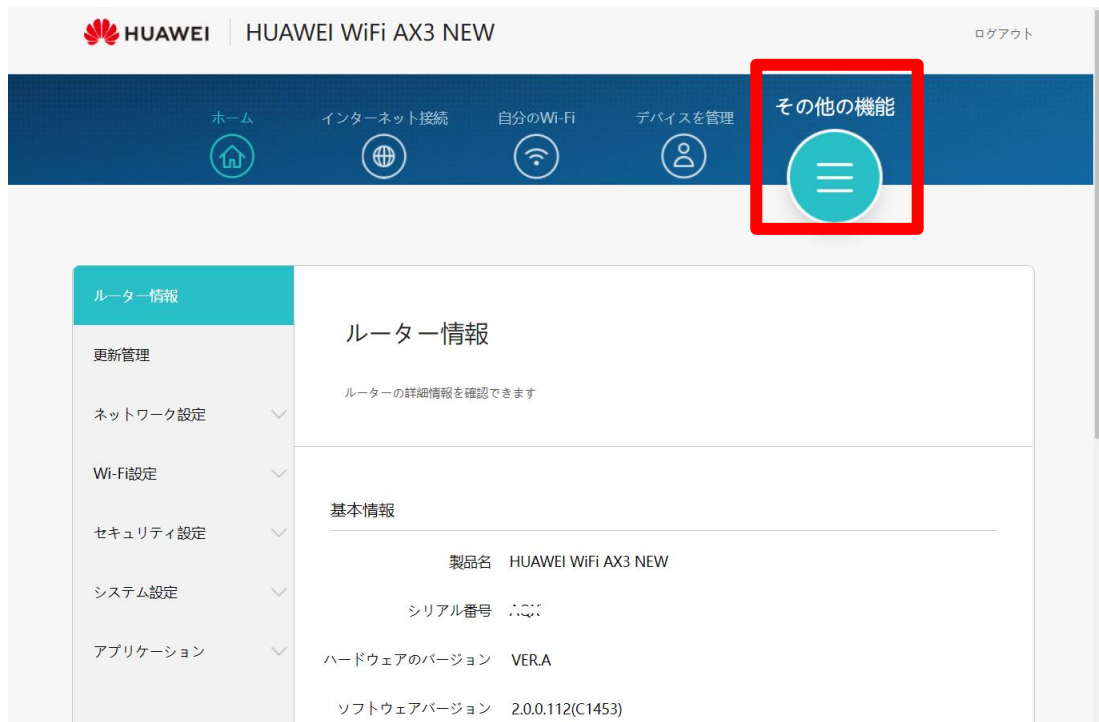 HUAWEI HUAWEI WiFi AX3 NEW ログアウト
ホーム インターネット接続 自分のWi-Fi デバイスを管理 その他の機能
ルーター情報
更新管理
ネットワーク設定
Wi-Fi設定
セキュリティ設定
システム設定
アプリケーション
ルーター情報
ルーターの詳細情報を確認できます
基本情報
製品名 HUAWEI WiFi AX3 NEW
シリアル番号
ハードウェアのバージョン VER.A
ソフトウェアバージョン 2.0.0.112(C1453)